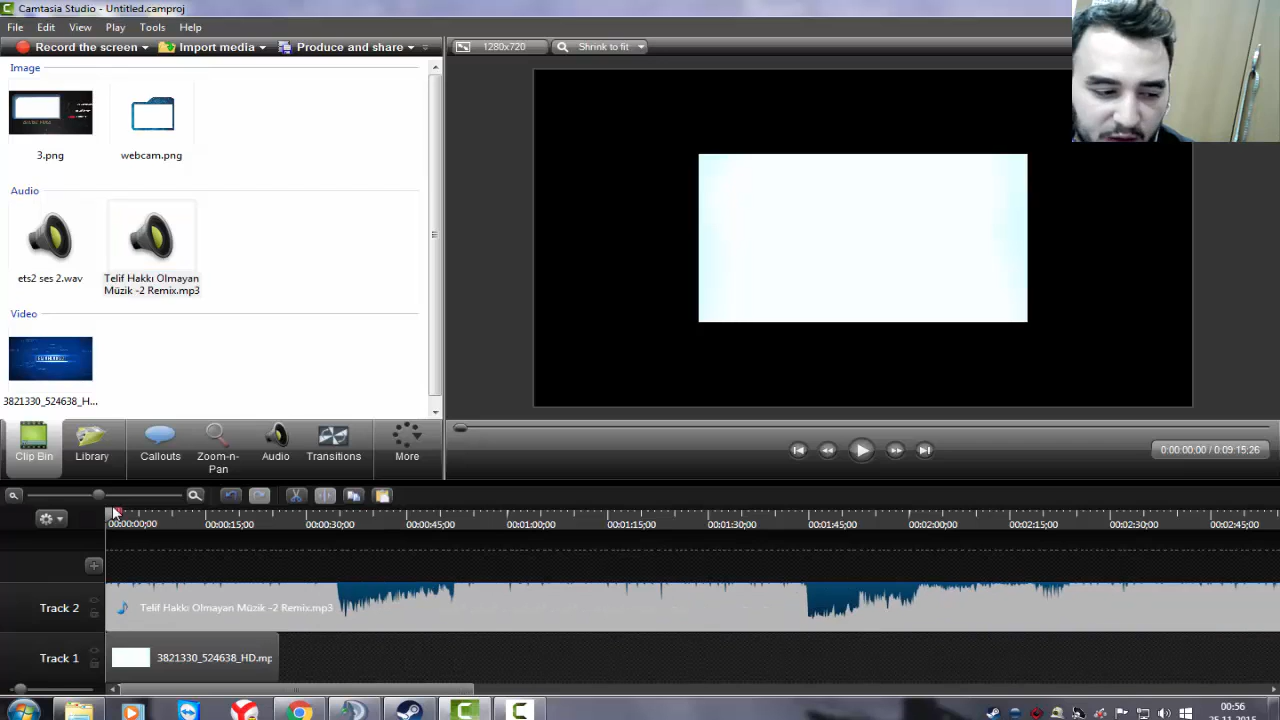 Camtasia Studio - Untitled.camproj
File Edit View Play Tools Help
Record the screen Import media Produce and share
1280x720 Shrink to fit
Image
3.png webcam.png
Audio
ets2 ses 2.wav Telif Hakkı Olmayan
Müzik -2 Remix.mp3
Video
3821330_524638_H...
Clip Bin Library Callouts Zoom-n-
Pan Audio Transitions More
0:00:00;00 / 0:09:15;26
00:00:00;00 00:00:15;00 00:00:30;00 00:00:45;00 00:01:00;00 00:01:15;00 00:01:30;00 00:01:45;00 00:02:00;00 00:02:15;00 00:02:30;00 00:02:45;00
Track 2 Telif Hakkı Olmayan Müzik -2 Remix.mp3
Track 1 3821330_524638_HD.mp
00:56
25.11.2015